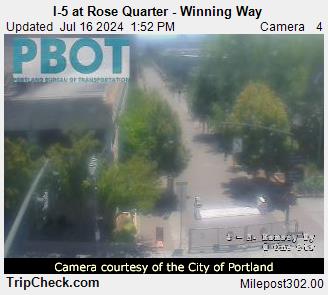 I-5 at Rose Quarter - Winning Way
Updated Jul 16 2024 1:52 PM Camera 4
PBOT
PORTLAND BUREAU OF TRANSPORTATION
Camera courtesy of the City of Portland
TripCheck.com Milepost302.00